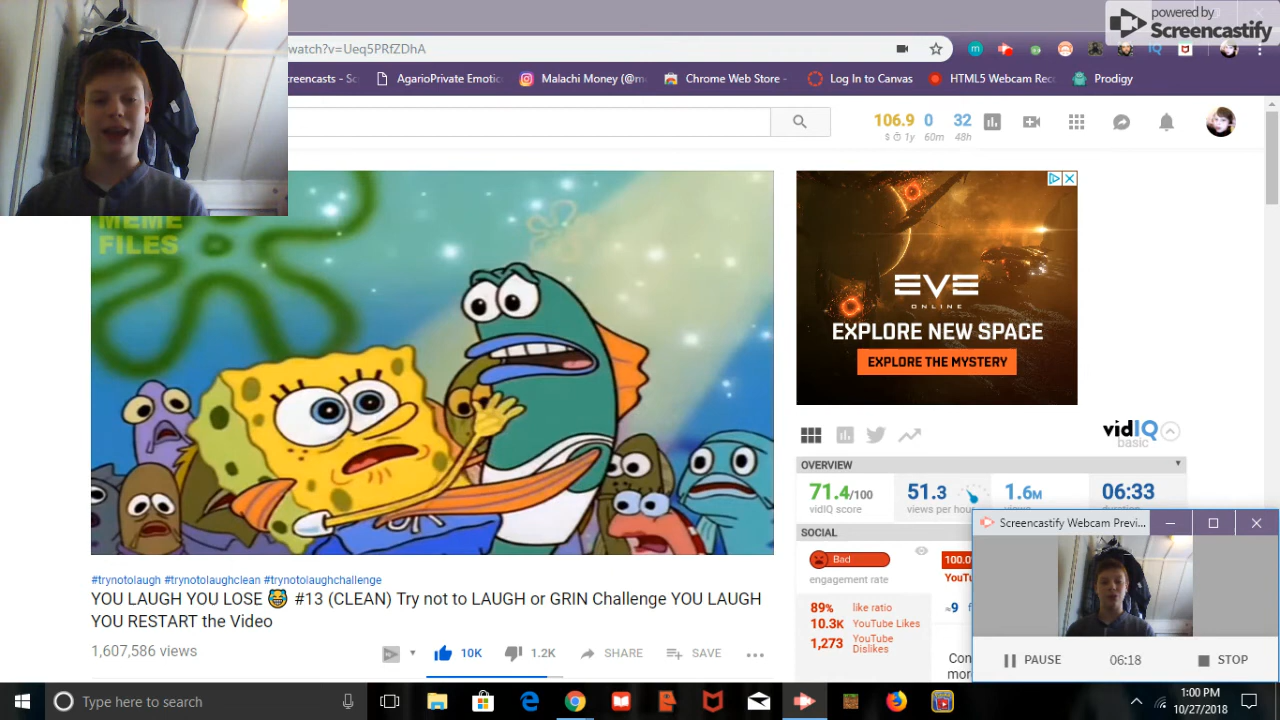 powered by
Screencastify
watch?v=Ueq5PRfZDhA
creencasts - Sc
AgarioPrivate Emotic
Malachi Money (@m
Chrome Web Store -
Log In to Canvas
HTML5 Webcam Rec
Prodigy
106.9 0 32
$ 1y 60m 48h
MEME
FILES
EVE
ONLINE
EXPLORE NEW SPACE
EXPLORE THE MYSTERY
vidIQ
basic
OVERVIEW
71.4/100 51.3 1.6M 06:33
vidIQ score views per hou
SOCIAL
Bad
engagement rate
100.0
YouTu
89% like ratio
10.3K YouTube Likes
1,273 YouTube
Dislikes
≈9
Con
mor
Screencastify Webcam Previ...
PAUSE 06:18 STOP
#trynotolaugh #trynotolaughclean #trynotolaughchallenge
YOU LAUGH YOU LOSE 😂 #13 (CLEAN) Try not to LAUGH or GRIN Challenge YOU LAUGH
YOU RESTART the Video
1,607,586 views
10K 1.2K SHARE SAVE
Type here to search
1:00 PM
10/27/2018